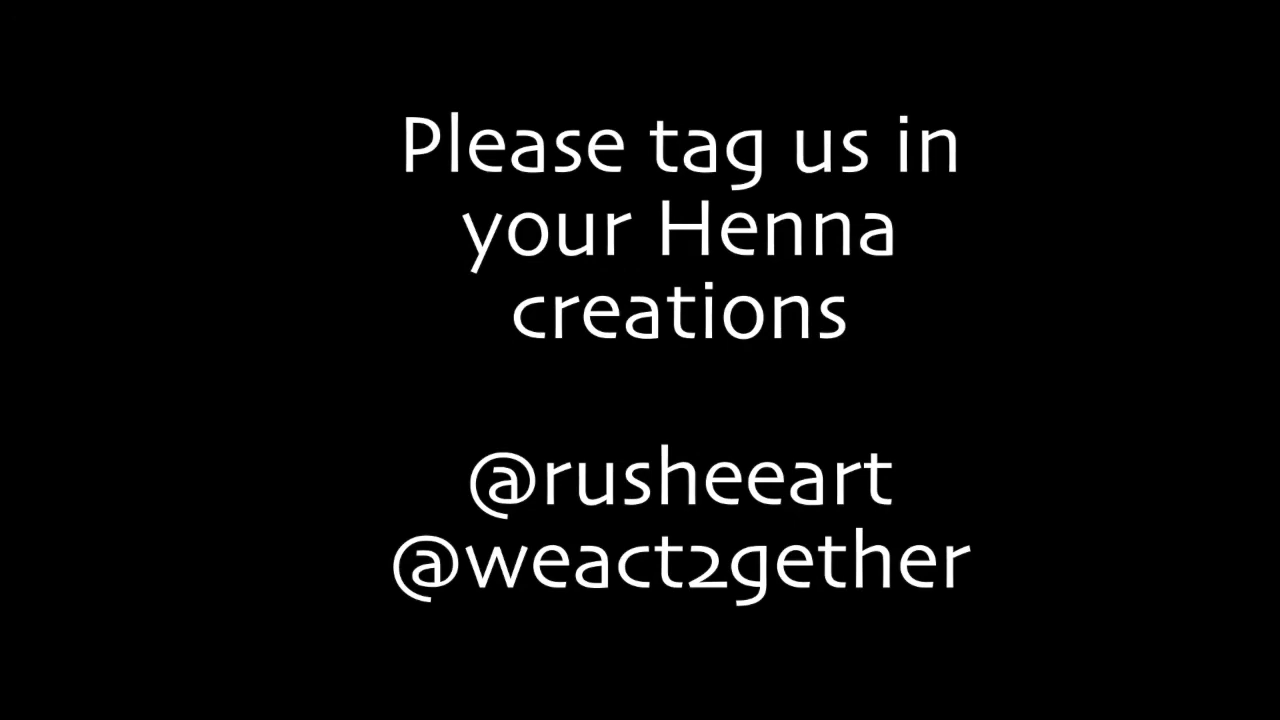 Please tag us in
your Henna
creations
@rusheeart
@weact2gether